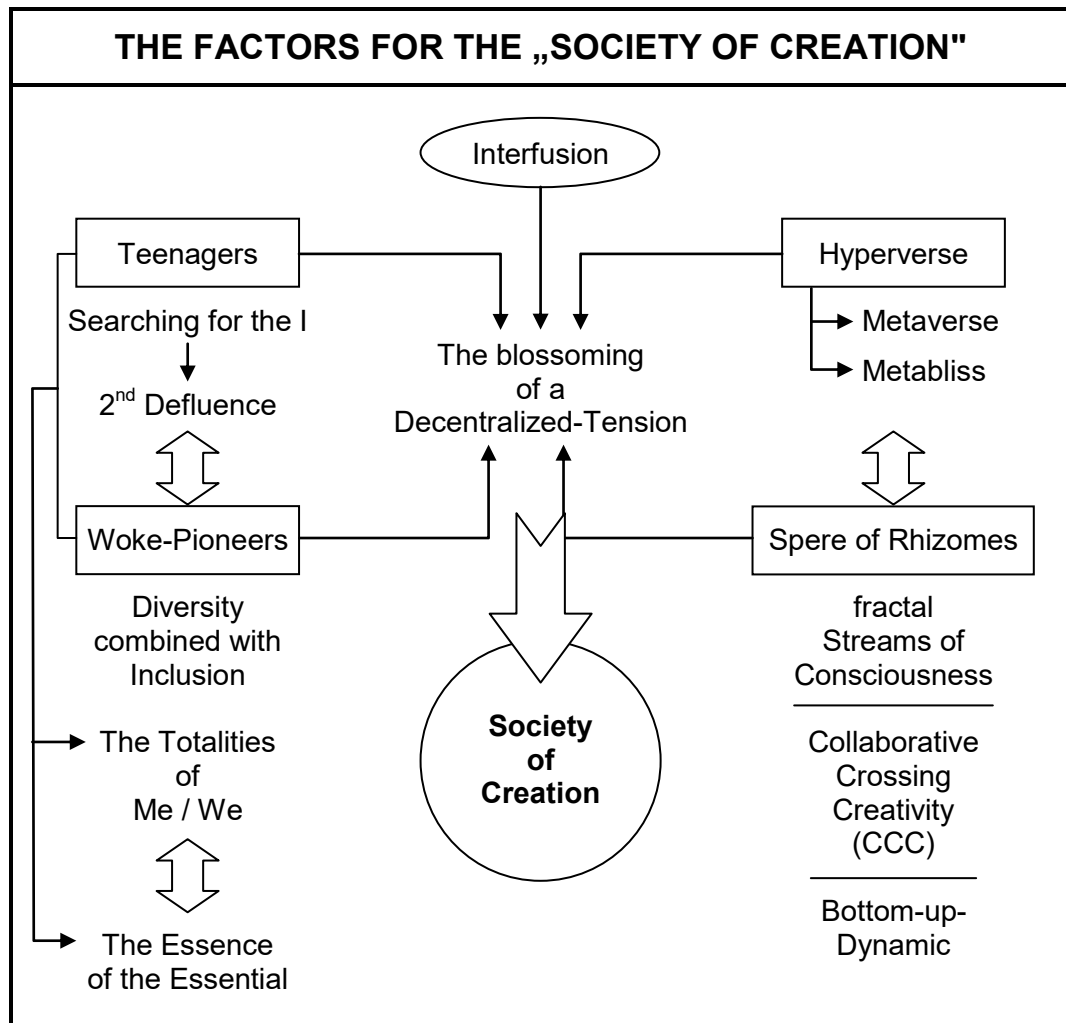 THE FACTORS FOR THE „SOCIETY OF CREATION"
Interfusion
Teenagers
Searching for the I
2nd Defluence
Woke-Pioneers
Diversity
combined with
Inclusion
The Totalities
of
Me / We
The Essence
of the Essential
The blossoming
of a
Decentralized-Tension
Society
of
Creation
Hyperverse
Metaverse
Metabliss
Spere of Rhizomes
fractal
Streams of
Consciousness
Collaborative
Crossing
Creativity
(CCC)
Bottom-up-
Dynamic